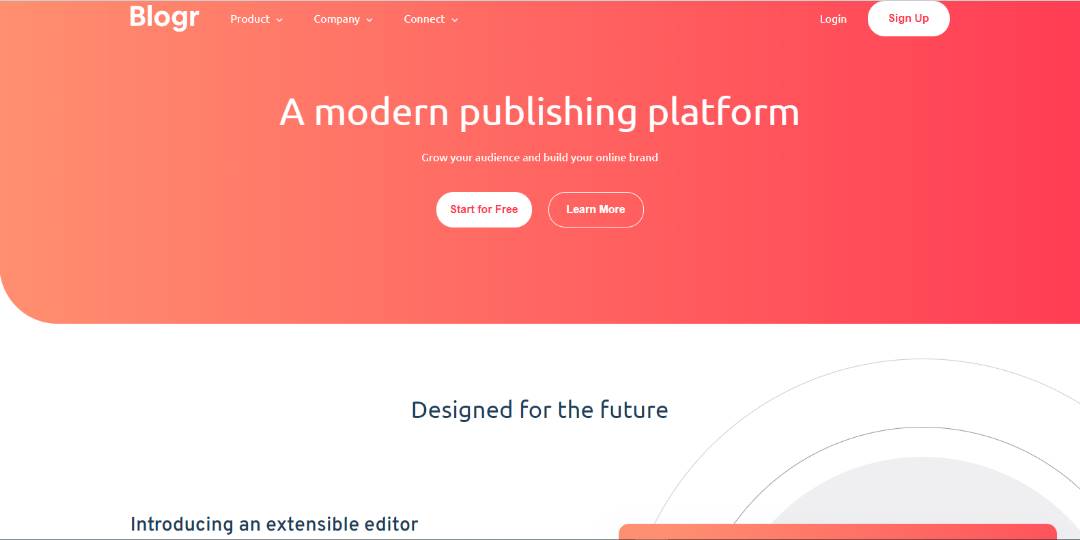 Blogr Product Company Connect Login Sign Up
A modern publishing platform
Grow your audience and build your online brand
Start for Free Learn More
Designed for the future
Introducing an extensible editor